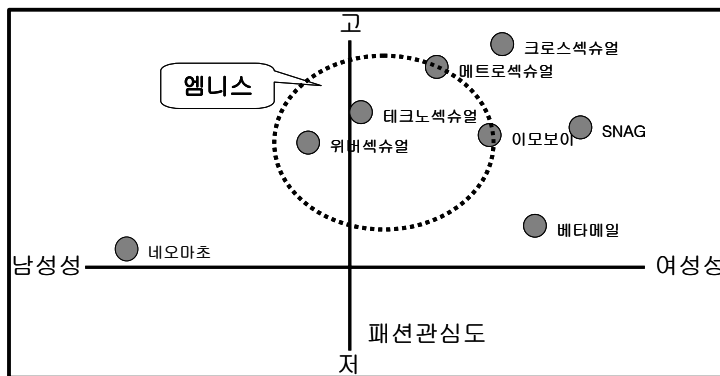 고
크로스섹슈얼
메트로섹슈얼
엠니스
테크노섹슈얼
이모보이
SNAG
위버섹슈얼
베타메일
네오마초
남성성
여성성
패션관심도
저